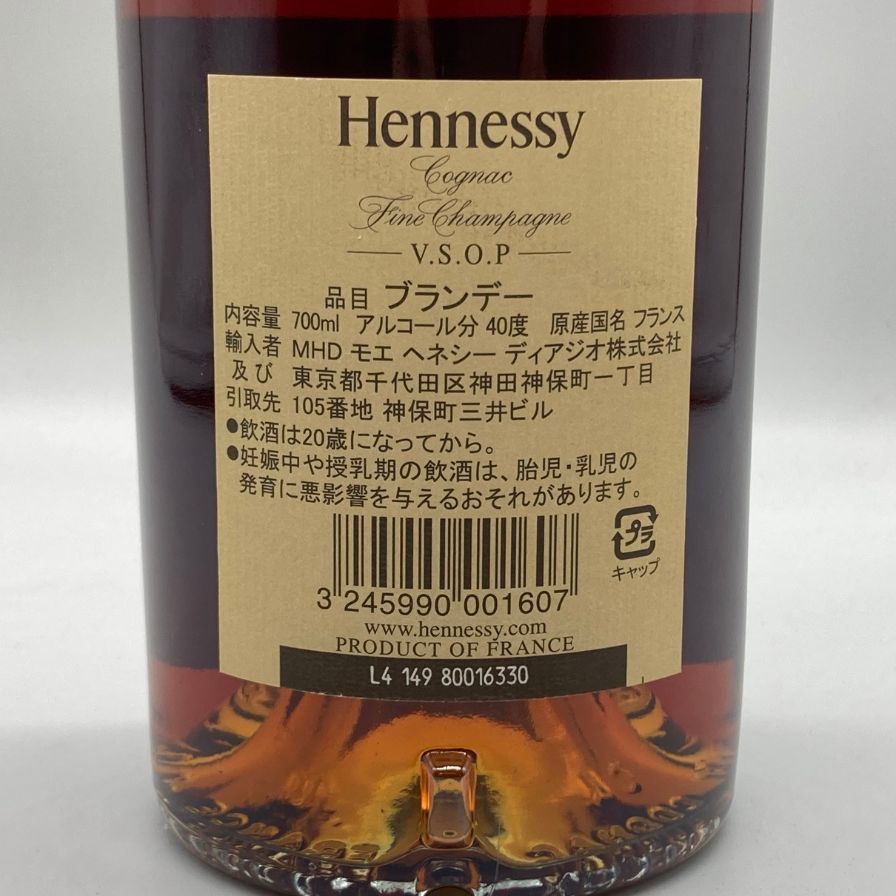 Hennessy
Cognac
Fine Champagne
V.S.O.P
品目 ブランデー
内容量 700ml アルコール分 40度 原産国名 フランス
輸入者 MHD モエ ヘネシー ディアジオ株式会社
及び 東京都千代田区神田神保町一丁目
引取先 105番地 神保町三井ビル
●飲酒は20歳になってから。
●妊娠中や授乳期の飲酒は、胎児・乳児の
発育に悪影響を与えるおそれがあります。
プラ
キャップ
3 245990 001607
www.hennessy.com
PRODUCT OF FRANCE
L4 149 80016330